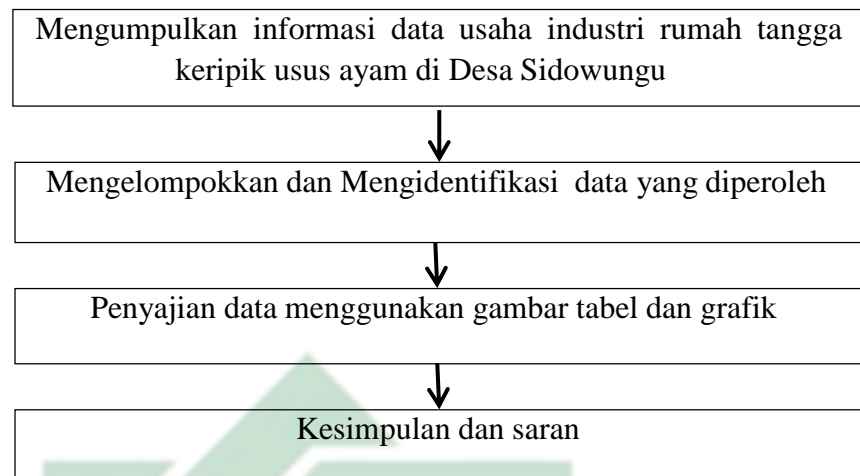 Mengumpulkan informasi data usaha industri rumah tangga
keripik usus ayam di Desa Sidowungu
Mengelompokkan dan Mengidentifikasi data yang diperoleh
Penyajian data menggunakan gambar tabel dan grafik
Kesimpulan dan saran